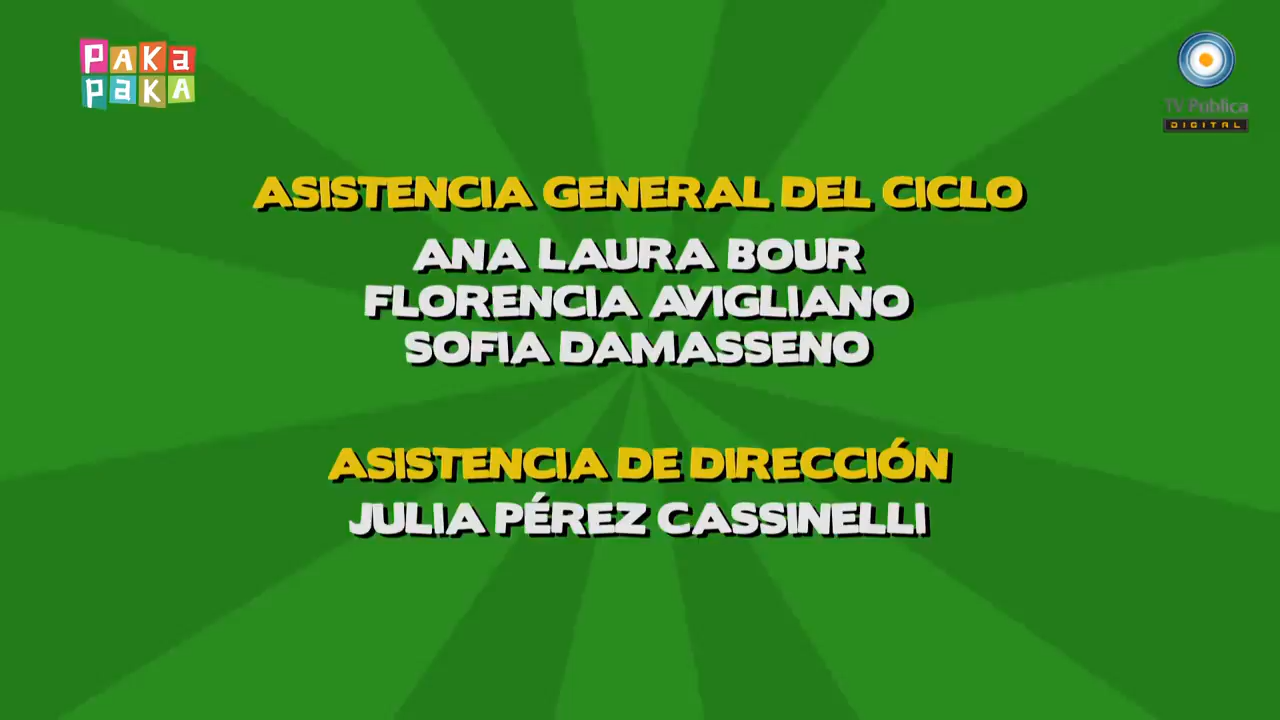 PAKa
PAKA
TV Pública
DIGITAL
ASISTENCIA GENERAL DEL CICLO
ANA LAURA BOUR
FLORENCIA AVIGLIANO
SOFIA DAMASSENO
ASISTENCIA DE DIRECCIÓN
JULIA PÉREZ CASSINELLI